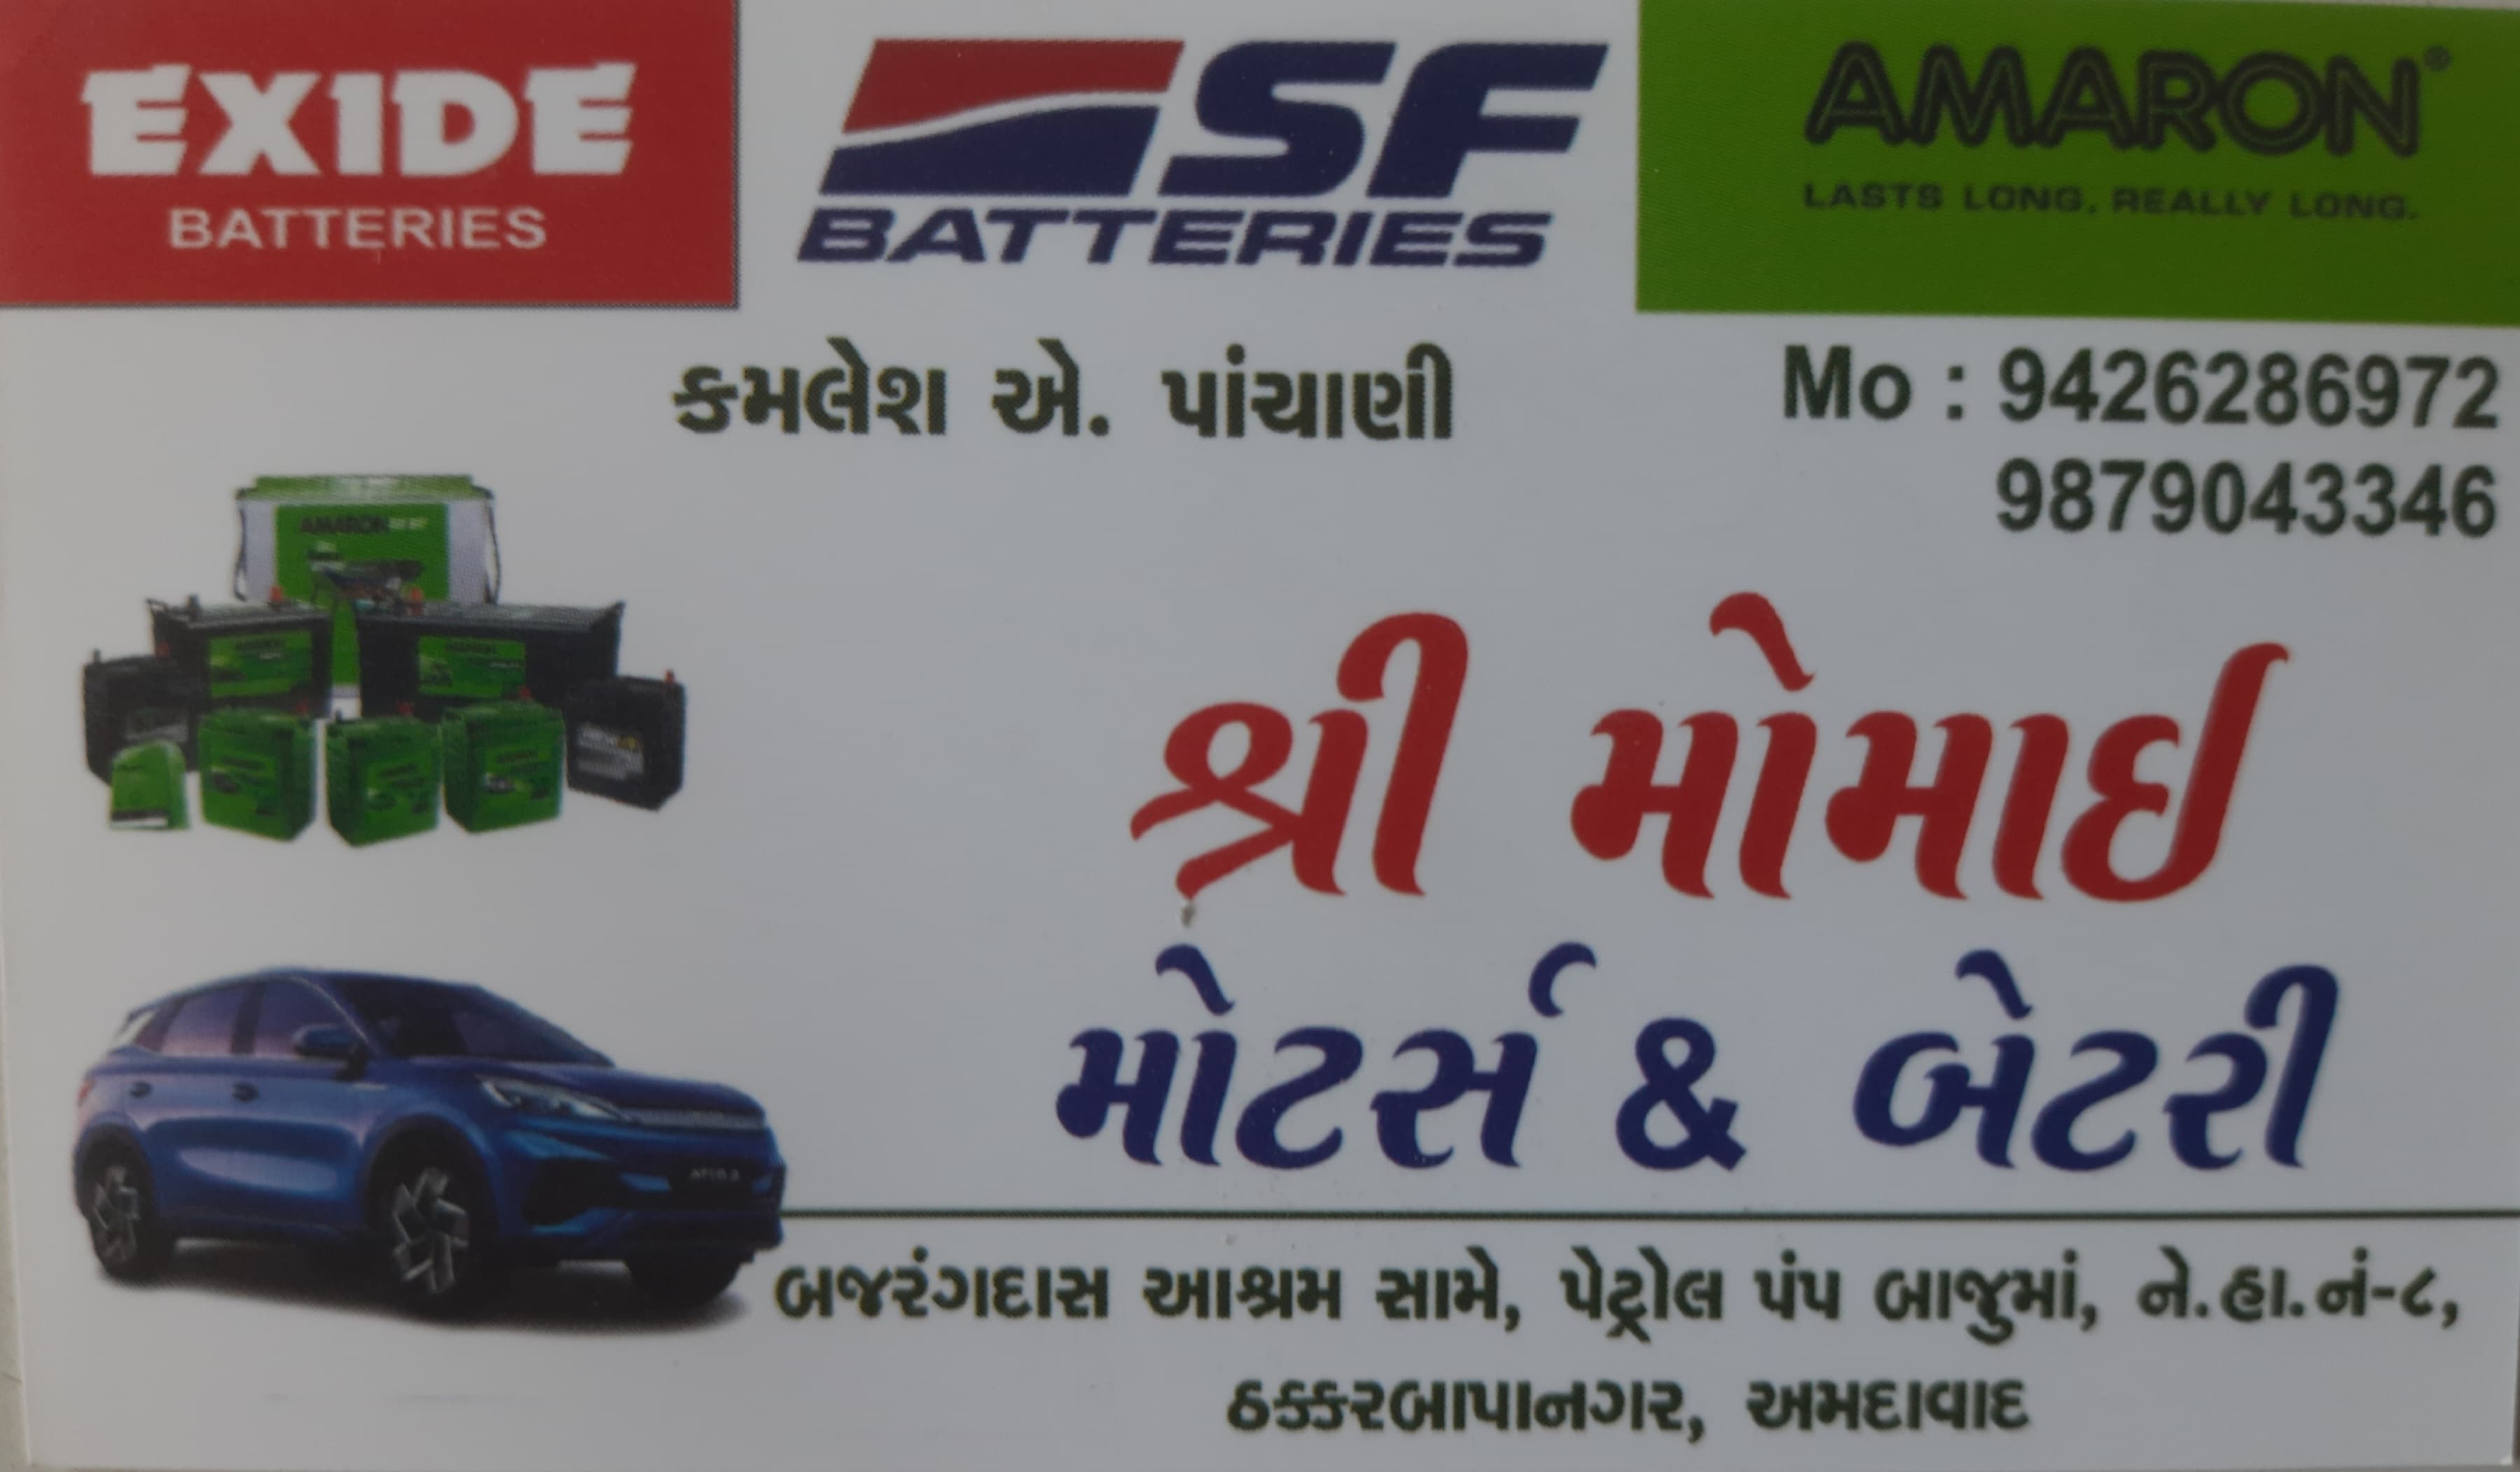 EXIDE
BATTERIES
SF
BATTERIES
AMARON®
LASTS LONG. REALLY LONG.
કમલેશ એ. પાંચાણી
Mo : 9426286972
9879043346
AMARON
શ્રી મોમાઈ
મોટર્સ & બેટરી
બજરંગદાસ આશ્રમ સામે, પેટ્રોલ પંપ બાજુમાં, ને.હા.નં-૮,
ઠક્કરબાપાનગર, અમદાવાદ